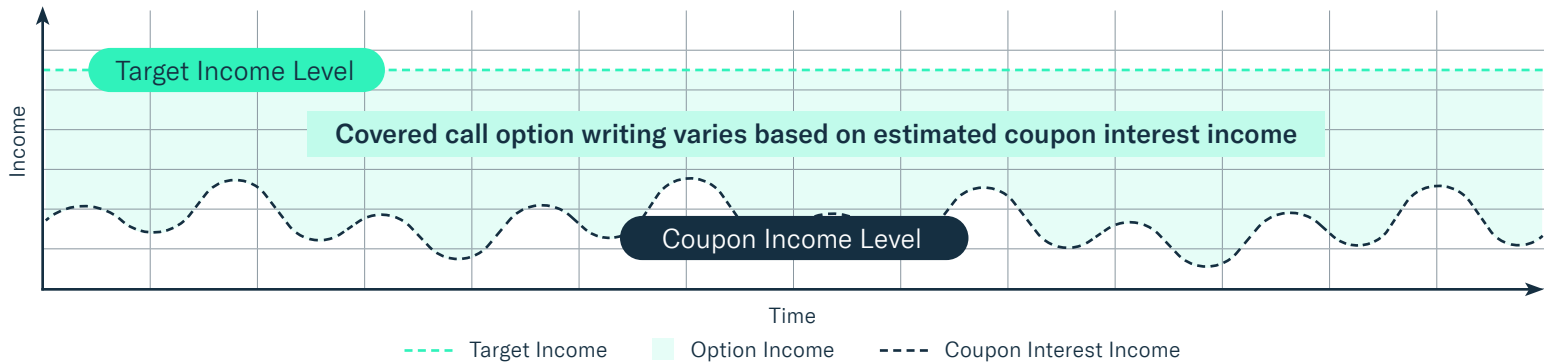 Target Income Level
Income
Covered call option writing varies based on estimated coupon interest income
Coupon Income Level
Time
Target Income
Option Income
Coupon Interest Income